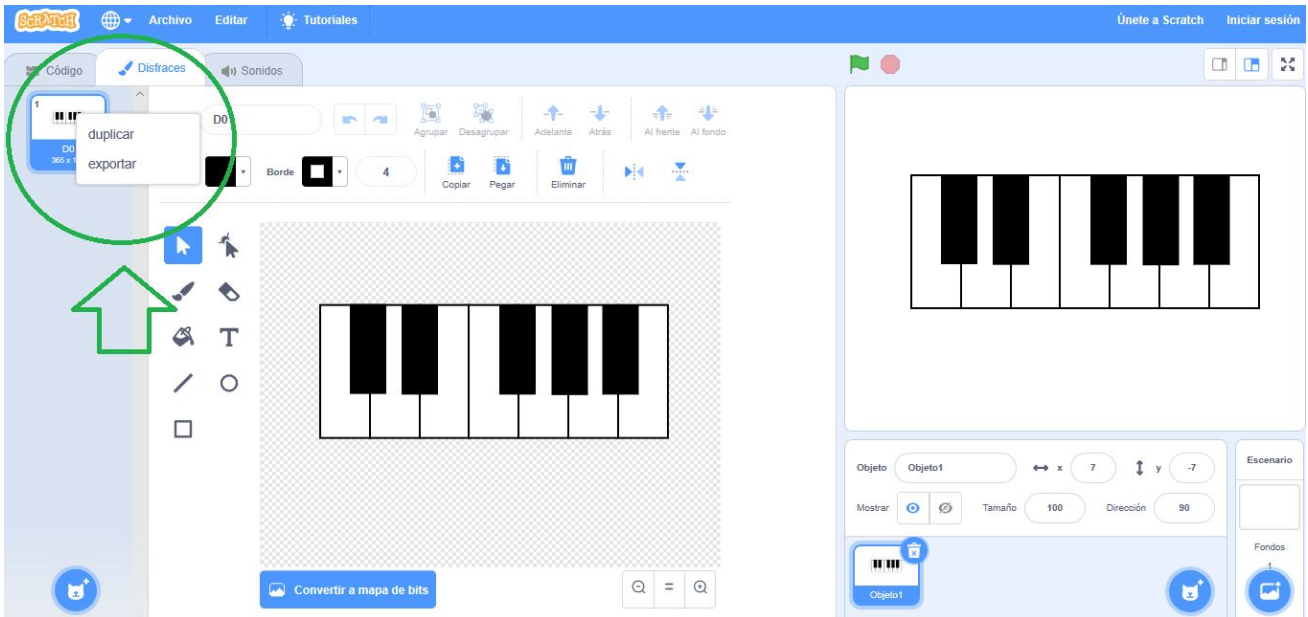 SCRATCH Archivo Editar Tutoriales Únete a Scratch Iniciar sesión
Código Disfraces Sonidos
1
duplicar
exportar
D0
365 x 1
D0
Agrupar Desagrupar Adelante Atrás Al frente Al fondo
Borde 4 Copiar Pegar Eliminar
T
Convertir a mapa de bits
=
Objeto Objeto1 x 7 y -7
Mostrar Tamaño 100 Dirección 90
Objeto1
Escenario
Fondos
1